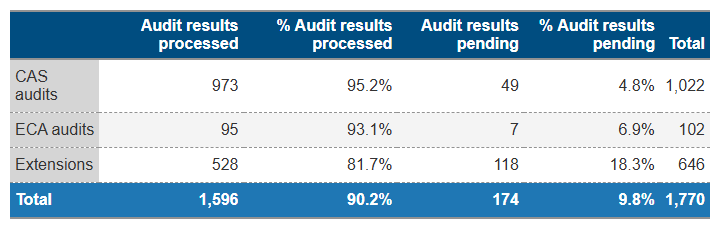 Audit results processed % Audit results processed Audit results pending % Audit results pending Total
CAS audits 973 95.2% 49 4.8% 1,022
ECA audits 95 93.1% 7 6.9% 102
Extensions 528 81.7% 118 18.3% 646
Total 1,596 90.2% 174 9.8% 1,770